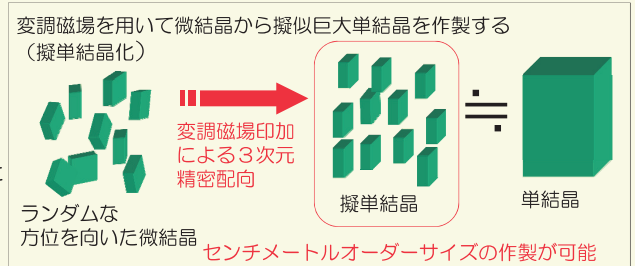 変調磁場を用いて微結晶から擬似巨大単結晶を作製する
（擬単結晶化）
変調磁場印加
による３次元
精密配向
≒
ランダムな
方位を向いた微結晶
擬単結晶
単結晶
センチメートルオーダーサイズの作製が可能